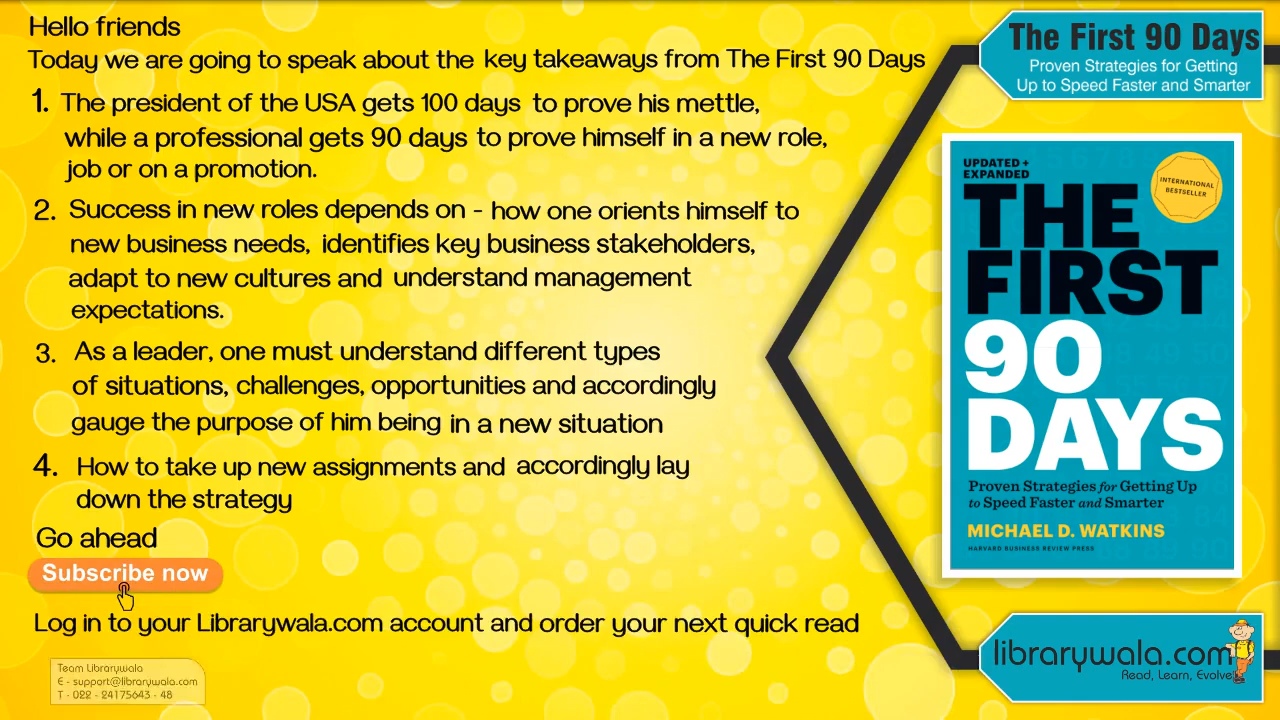 Hello friends
Today we are going to speak about the key takeaways from The First 90 Days
1. The president of the USA gets 100 days to prove his mettle,
while a professional gets 90 days to prove himself in a new role,
job or on a promotion.
2. Success in new roles depends on - how one orients himself to
new business needs, identifies key business stakeholders,
adapt to new cultures and understand management
expectations.
3. As a leader, one must understand different types
of situations, challenges, opportunities and accordingly
gauge the purpose of him being in a new situation
4. How to take up new assignments and accordingly lay
down the strategy
Go ahead
Subscribe now
Log in to your Librarywala.com account and order your next quick read
Team Librarywala
E - support@librarywala.com
T - 022 - 24175643 - 48
The First 90 Days
Proven Strategies for Getting
Up to Speed Faster and Smarter
UPDATED +
EXPANDED
INTERNATIONAL
BESTSELLER
THE
FIRST
90
DAYS
Proven Strategies for Getting Up
to Speed Faster and Smarter
MICHAEL D. WATKINS
HARVARD BUSINESS REVIEW PRESS
librarywala.com
Read, Learn, Evolve